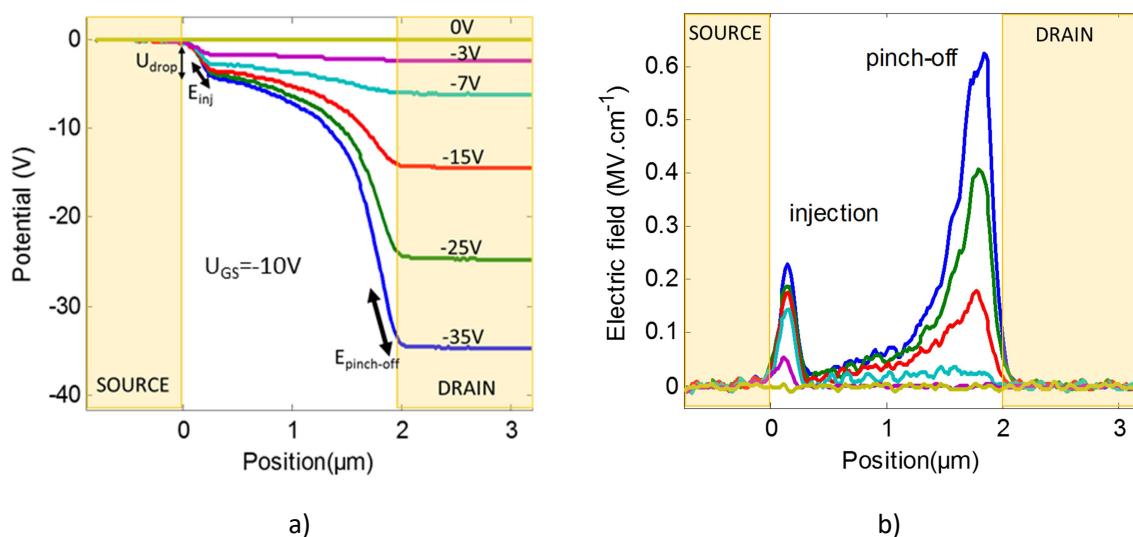 0V
-3V
-7V
-15V
-25V
-35V
U_drop
E_inj
U_GS=-10V
E_pinch-off
SOURCE
DRAIN
0
-10
-20
-30
-40
Potential (V)
0
1
2
3
Position(µm)
a)
SOURCE
DRAIN
pinch-off
injection
0.6
0.5
0.4
0.3
0.2
0.1
0
Electric field (MV.cm⁻¹)
0
1
2
3
Position(µm)
b)